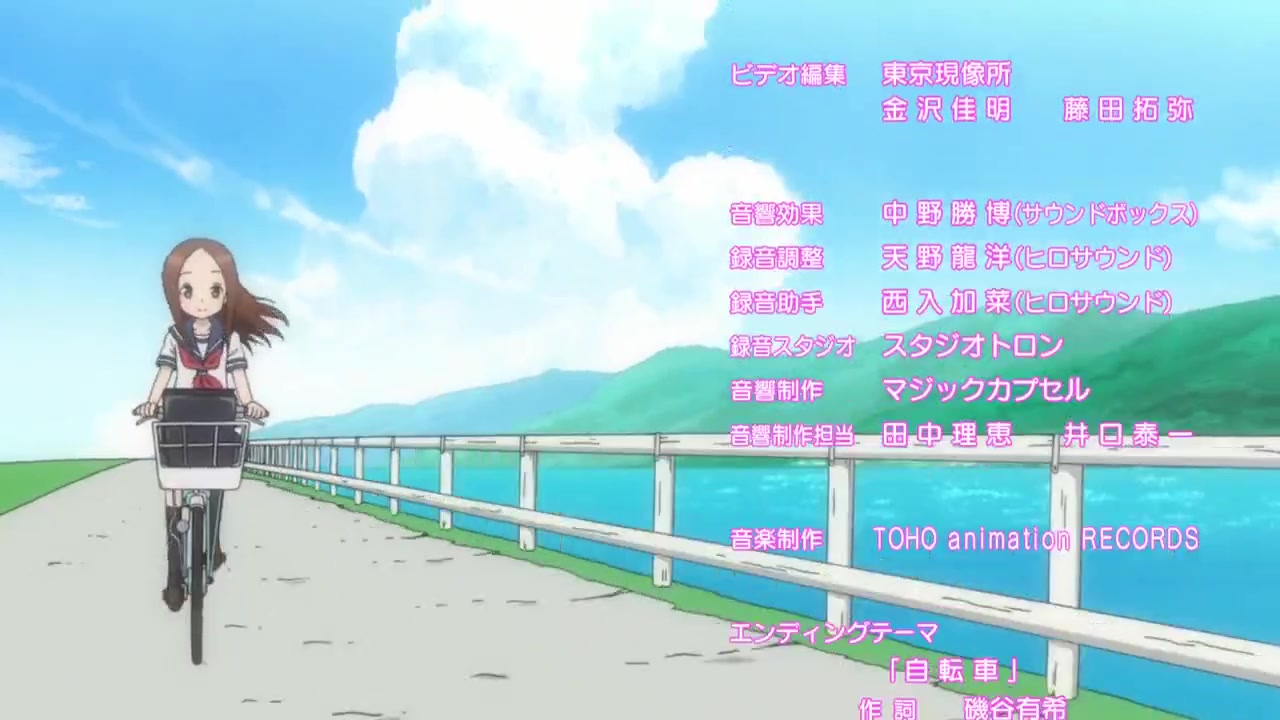 ビデオ編集 東京現像所
金沢佳明 藤田拓弥
音響効果 中野勝博(サウンドボックス)
録音調整 天野龍洋(ヒロサウンド)
録音助手 西入加菜(ヒロサウンド)
録音スタジオ スタジオトロン
音響制作 マジックカプセル
音響制作担当 田中理恵 井口泰一
音楽制作 TOHO animation RECORDS
エンディングテーマ
「自転車」
作詞 磯谷有希